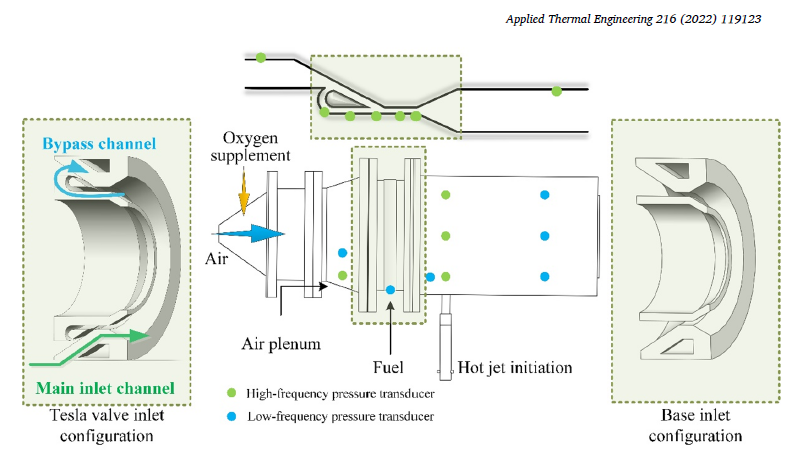 Applied Thermal Engineering 216 (2022) 119123
Bypass channel
Oxygen
supplement
Air
Air plenum
Fuel
Hot jet initiation
Main inlet channel
High-frequency pressure transducer
Low-frequency pressure transducer
Tesla valve inlet
configuration
Base inlet
configuration